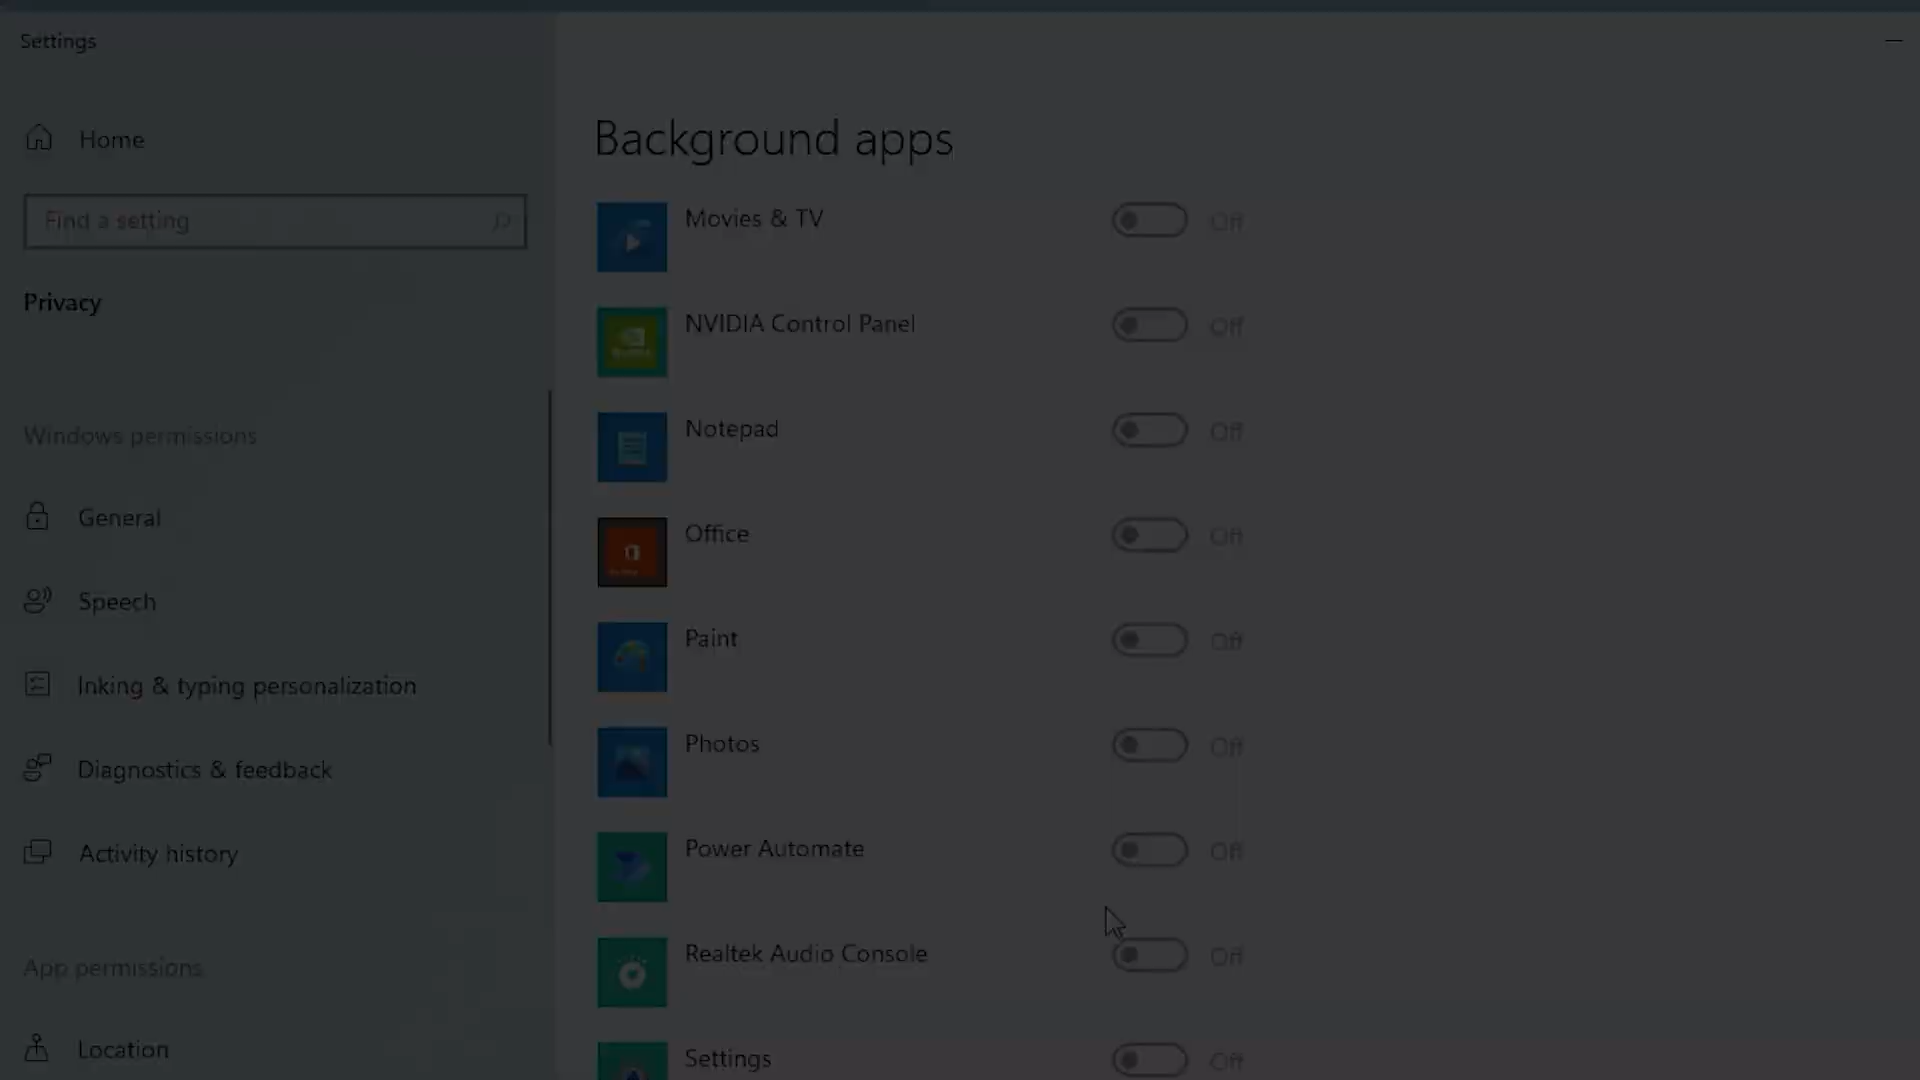 Settings
Home
Find a setting
Privacy
Windows permissions
General
Speech
Inking & typing personalization
Diagnostics & feedback
Activity history
App permissions
Location
Background apps
Movies & TV Off
NVIDIA Control Panel Off
Notepad Off
Office Off
Paint Off
Photos Off
Power Automate Off
Realtek Audio Console Off
Settings Off